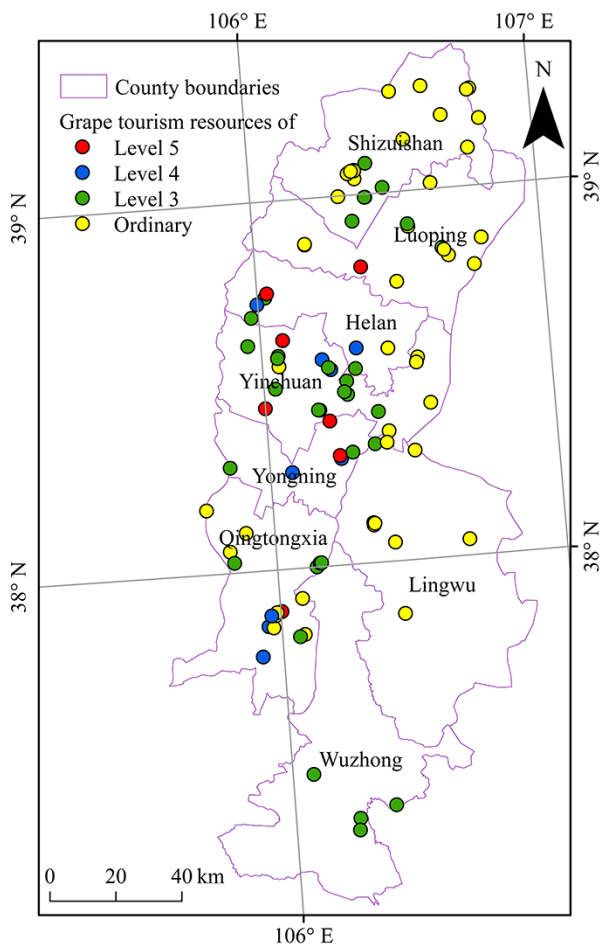 106° E
107° E
County boundaries
Grape tourism resources of
Level 5
Level 4
Level 3
Ordinary
N
Shizuishan
39° N
39° N
Luoping
Helan
Yinchuan
Yongning
Qingtongxia
38° N
38° N
Lingwu
Wuzhong
0 20 40 km
106° E